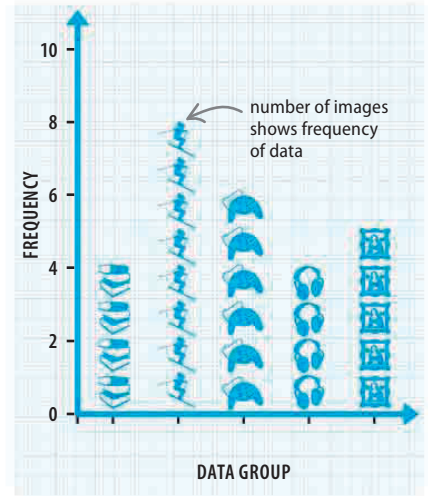 10
number of images
shows frequency
of data
8
6
FREQUENCY
4
2
0
DATA GROUP